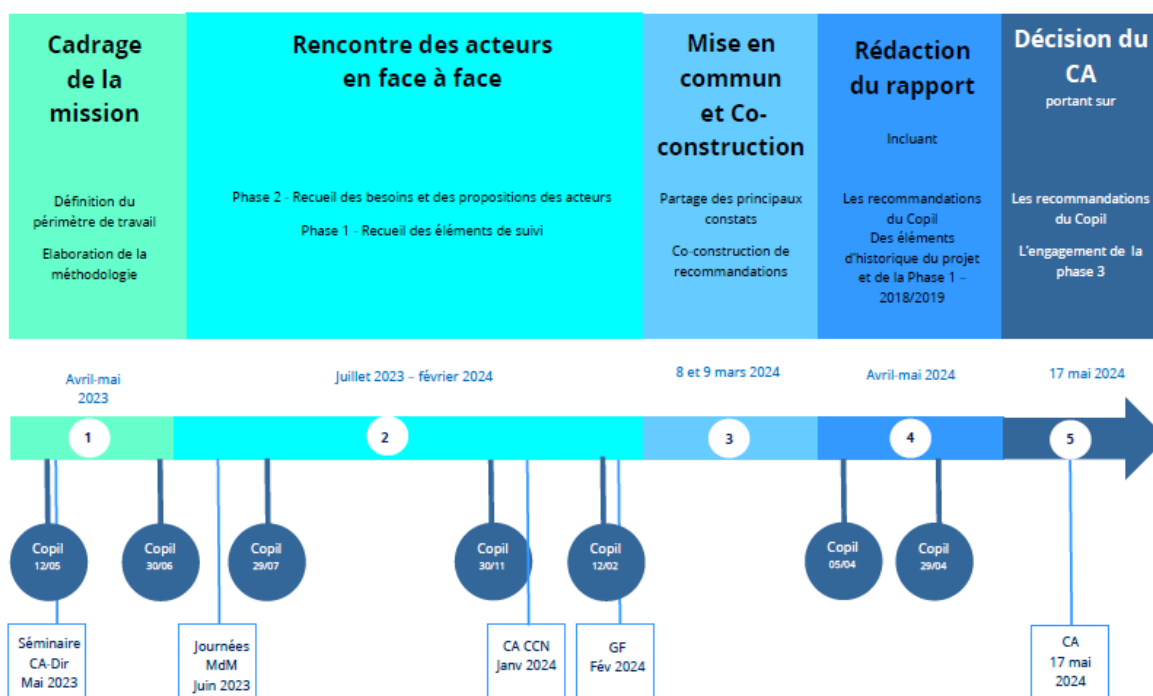 Cadrage
de la
mission
Définition du
périmètre de travail
Elaboration de la
méthodologie
Rencontre des acteurs
en face à face
Phase 2 - Recueil des besoins et des propositions des acteurs
Phase 1 - Recueil des éléments de suivi
Mise en
commun
et Co-
construction
Partage des principaux
constats
Co-construction de
recommandations
Rédaction
du rapport
Incluant
Les recommandations
du Copil
Des éléments
d'historique du projet
et de la Phase 1 –
2018/2019
Décision du
CA
portant sur
Les recommandations
du Copil
L'engagement de la
phase 3
Avril-mai
2023
Juillet 2023 – février 2024
8 et 9 mars 2024
Avril-mai 2024
17 mai 2024
1
2
3
4
5
Copil
12/05
Copil
30/06
Copil
29/07
Copil
30/11
Copil
12/02
Copil
05/04
Copil
29/04
Séminaire
CA-Dir
Mai 2023
Journées
MdM
Juin 2023
CA CCN
Janv 2024
GF
Fév 2024
CA
17 mai
2024